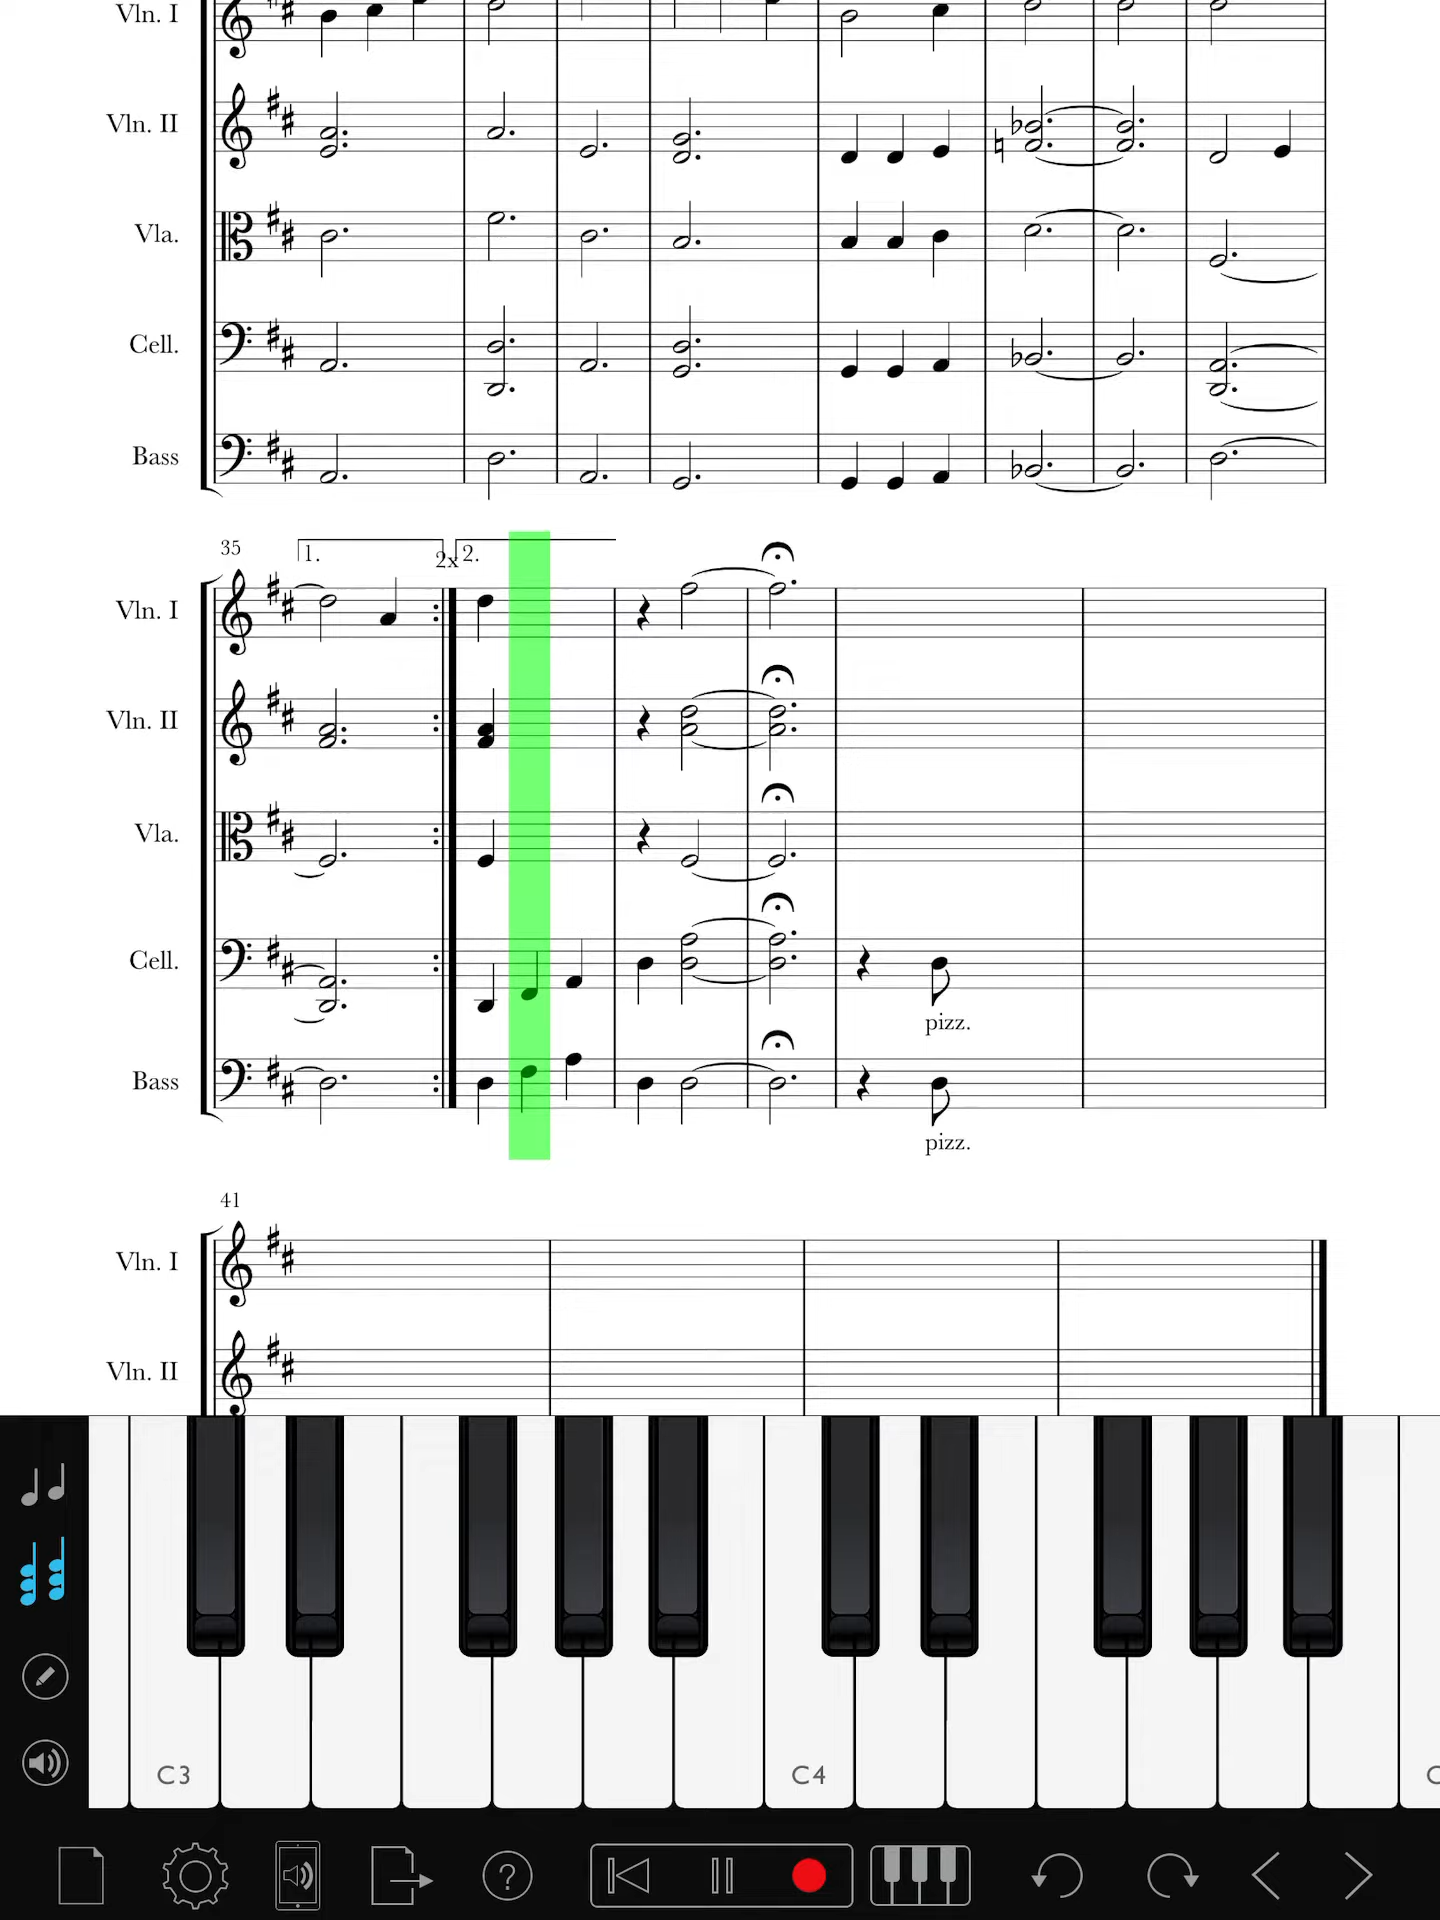 Vln. I
Vln. II
Vla.
Cell.
Bass
35
1.
2x
2.
Vln. I
Vln. II
Vla.
Cell.
pizz.
Bass
pizz.
41
Vln. I
Vln. II
C3
C4
?